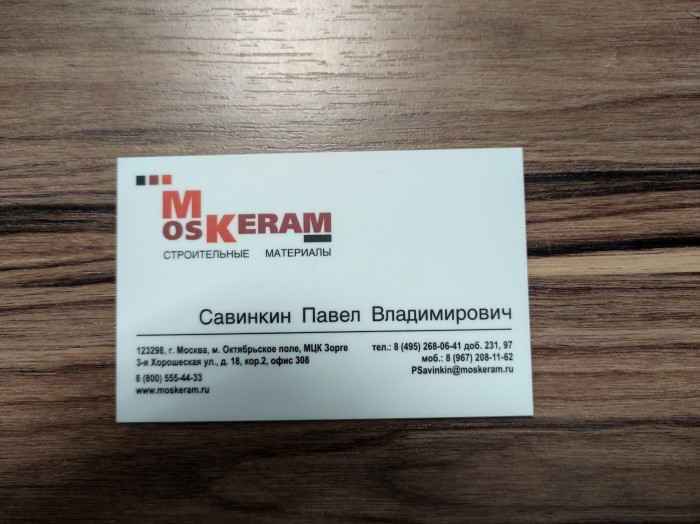 MosKeram
СТРОИТЕЛЬНЫЕ МАТЕРИАЛЫ
Савинкин Павел Владимирович
123298, г. Москва, м. Октябрьское поле, МЦК Зорге
3-я Хорошевская ул., д. 18, кор.2, офис 308
8 (800) 555-44-33
www.moskeram.ru
тел.: 8 (495) 268-06-41 доб. 231, 97
моб.: 8 (967) 208-11-62
PSavinkin@moskeram.ru